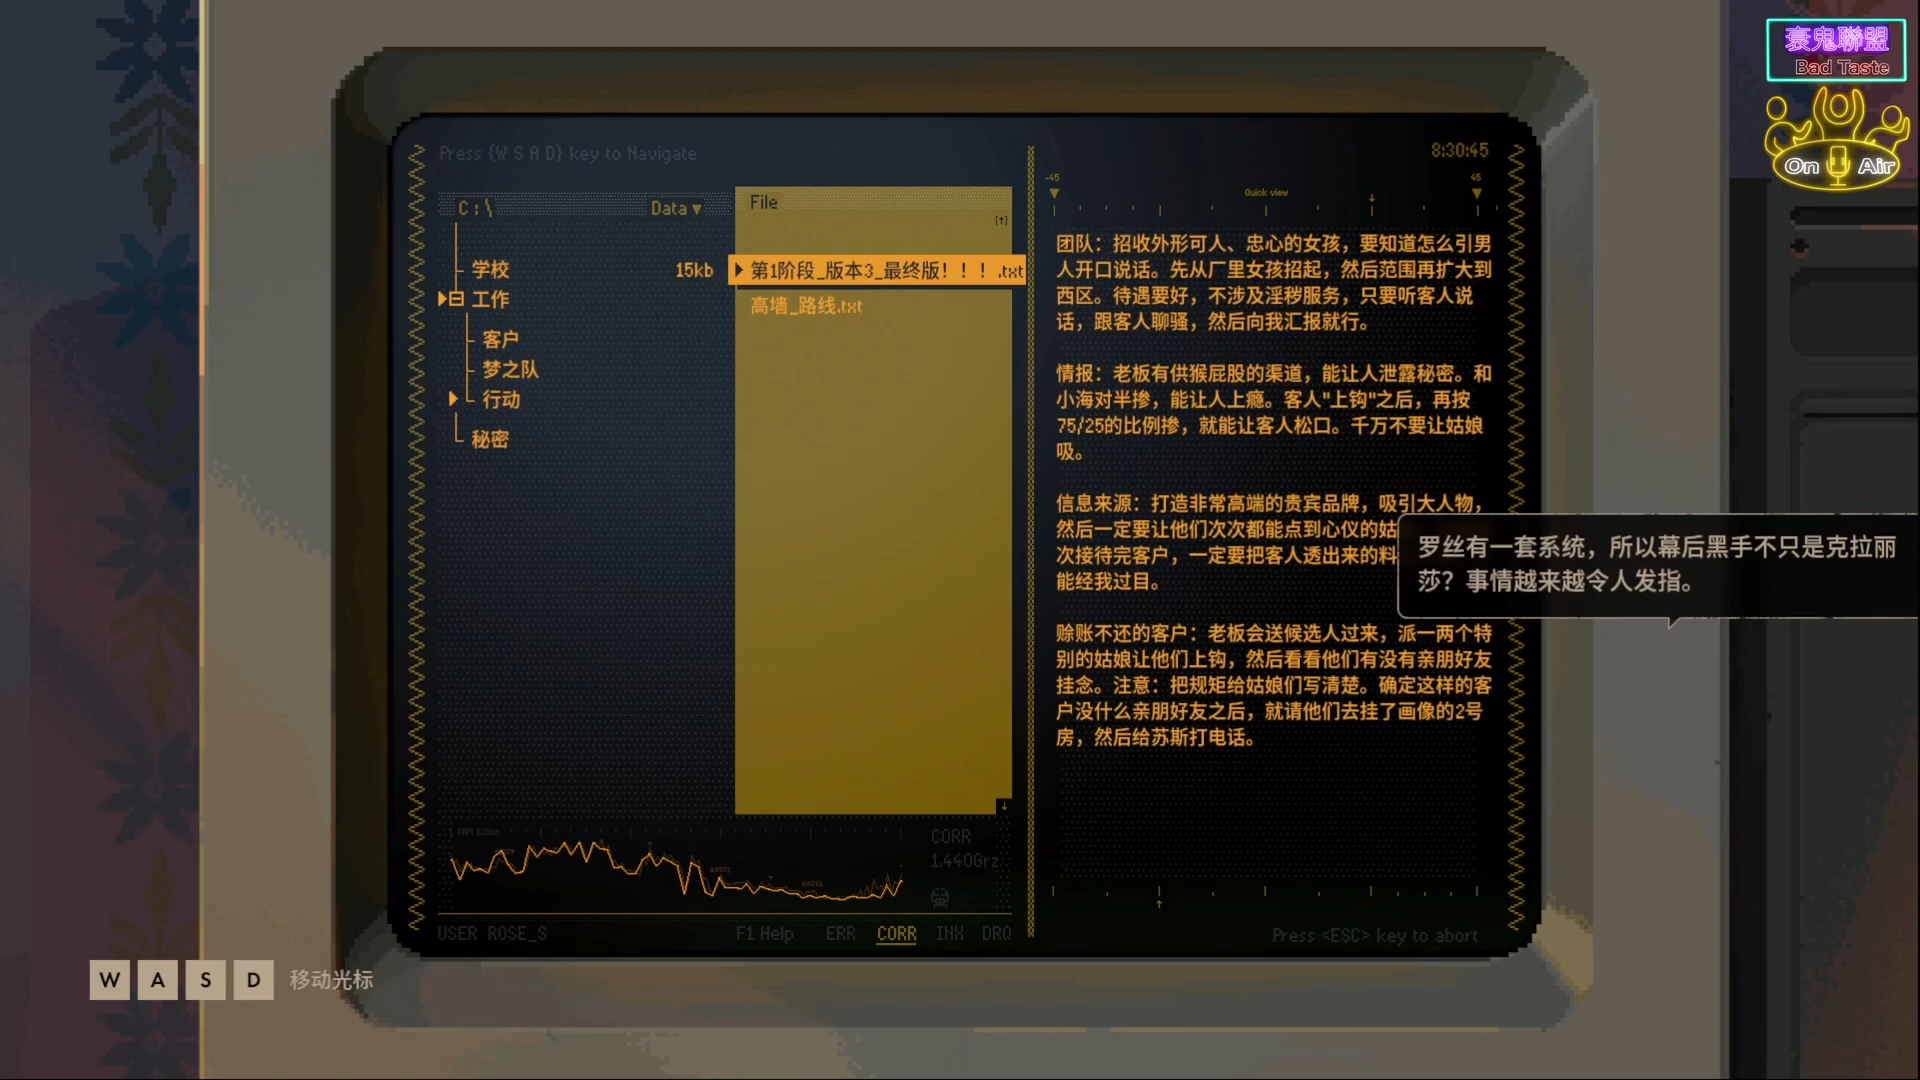 衰鬼聯盟
Bad Taste
On Air
Press {W S A D} key to Navigate
8:30:45
C:\
Data▼
File
[↑]
-45
Quick view
45
学校
15kb
第1阶段_版本3_最终版！！！.txt
工作
高墙_路线.txt
客户
梦之队
行动
秘密
团队：招收外形可人、忠心的女孩，要知道怎么引男
人开口说话。先从厂里女孩招起，然后范围再扩大到
西区。待遇要好，不涉及淫秽服务，只要听客人说
话，跟客人聊骚，然后向我汇报就行。
情报：老板有供猴屁股的渠道，能让人泄露秘密。和
小海对半掺，能让人上瘾。客人"上钩"之后，再按
75/25的比例掺，就能让客人松口。千万不要让姑娘
吸。
信息来源：打造非常高端的贵宾品牌，吸引大人物，
然后一定要让他们次次都能点到心仪的姑
次接待完客户，一定要把客人透出来的料
能经我过目。
罗丝有一套系统，所以幕后黑手不只是克拉丽
莎？事情越来越令人发指。
赊账不还的客户：老板会送候选人过来，派一两个特
别的姑娘让他们上钩，然后看看他们有没有亲朋好友
挂念。注意：把规矩给姑娘们写清楚。确定这样的客
户没什么亲朋好友之后，就请他们去挂了画像的2号
房，然后给苏斯打电话。
CORR
1.440Grz
USER ROSE_S
F1 Help
ERR
CORR
INX
DRQ
Press <ESC> key to abort
W A S D 移动光标